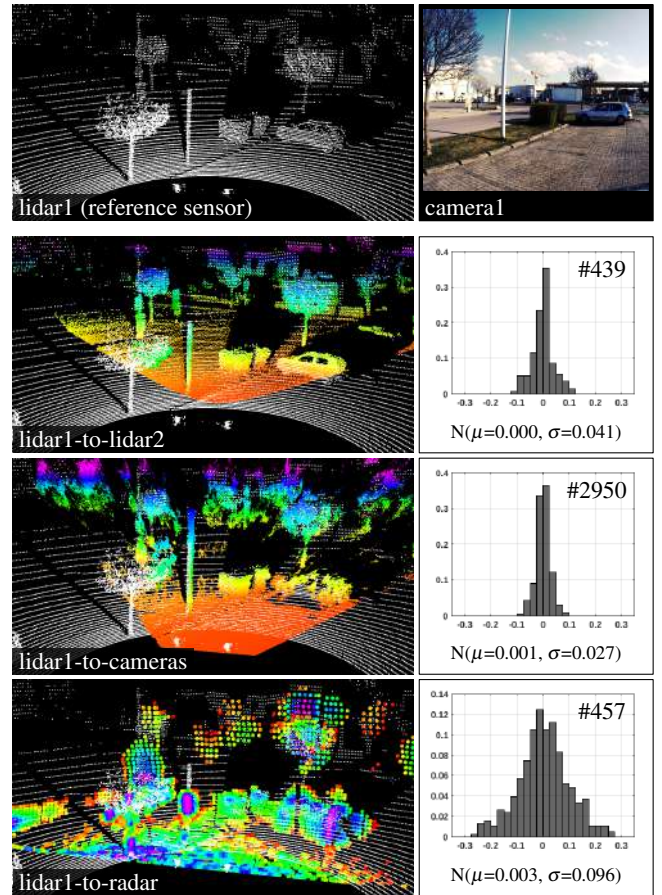 lidar1 (reference sensor)
camera1
lidar1-to-lidar2
#439
0.4
0.3
0.2
0.1
0
-0.3 -0.2 -0.1 0 0.1 0.2 0.3
N(μ=0.000, σ=0.041)
lidar1-to-cameras
#2950
0.4
0.3
0.2
0.1
0
-0.3 -0.2 -0.1 0 0.1 0.2 0.3
N(μ=0.001, σ=0.027)
lidar1-to-radar
#457
0.14
0.12
0.1
0.08
0.06
0.04
0.02
0
-0.3 -0.2 -0.1 0 0.1 0.2 0.3
N(μ=0.003, σ=0.096)